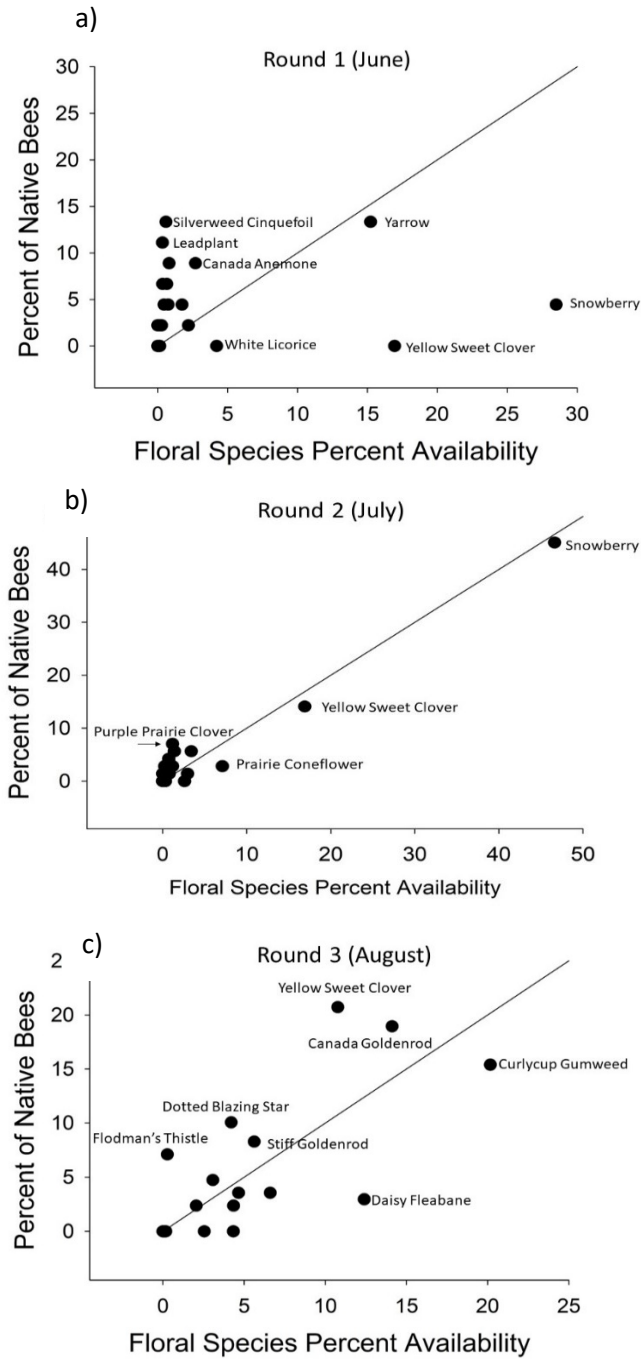 a)
Round 1 (June)
Percent of Native Bees
30
25
20
15
10
5
0
Silverweed Cinquefoil
Yarrow
Leadplant
Canada Anemone
Snowberry
White Licorice
Yellow Sweet Clover
0
5
10
15
20
25
30
Floral Species Percent Availability
b)
Round 2 (July)
Percent of Native Bees
40
30
20
10
0
Snowberry
Yellow Sweet Clover
Purple Prairie Clover
Prairie Coneflower
0
10
20
30
40
50
Floral Species Percent Availability
c)
Round 3 (August)
Percent of Native Bees
2
20
15
10
5
0
Yellow Sweet Clover
Canada Goldenrod
Curlycup Gumweed
Dotted Blazing Star
Flodman's Thistle
Stiff Goldenrod
Daisy Fleabane
0
5
10
15
20
25
Floral Species Percent Availability